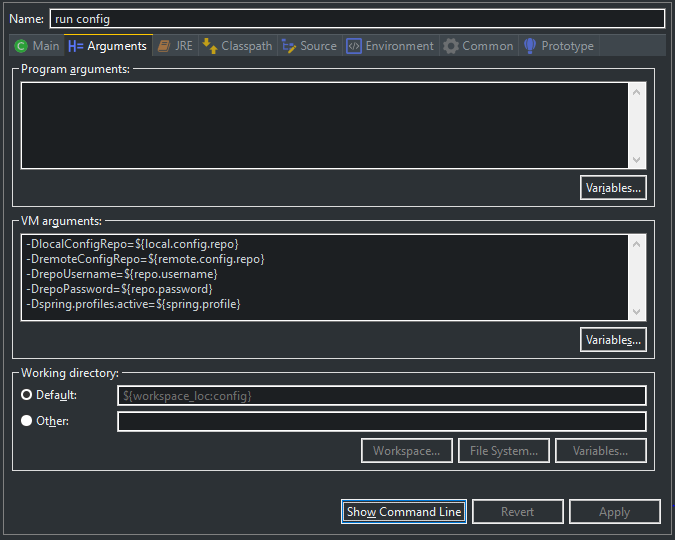 Name: run config
Main Arguments JRE Classpath Source Environment Common Prototype
Program arguments:
Variables...
VM arguments:
-DlocalConfigRepo=${local.config.repo}
-DremoteConfigRepo=${remote.config.repo}
-DrepoUsername=${repo.username}
-DrepoPassword=${repo.password}
-Dspring.profiles.active=${spring.profile}
Variables...
Working directory:
Default: ${workspace_loc:config}
Other:
Workspace... File System... Variables...
Show Command Line Revert Apply